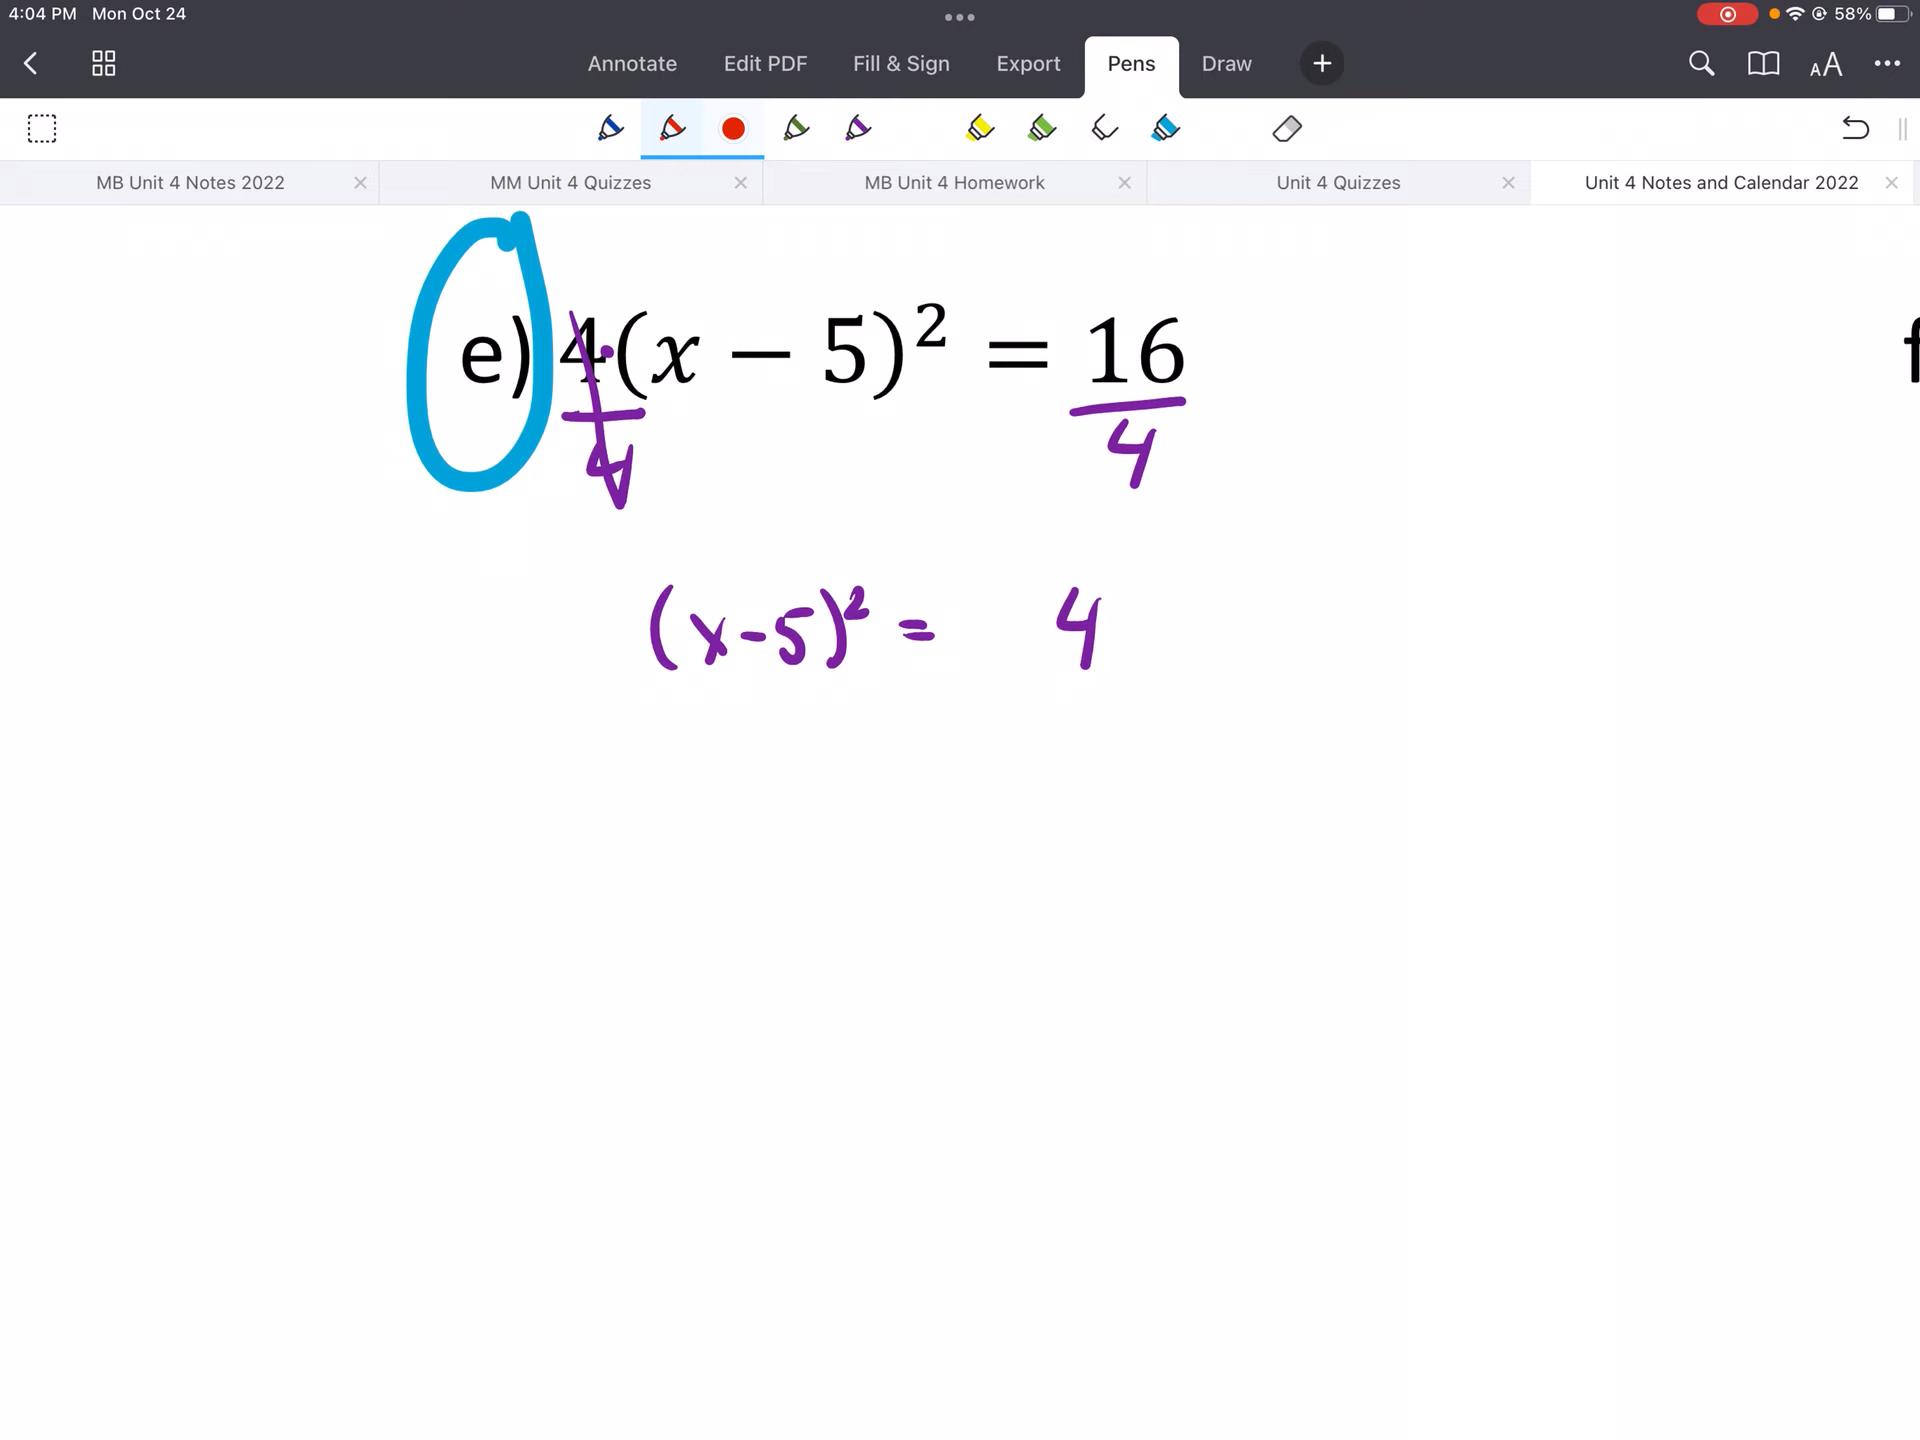 4:04 PM Mon Oct 24 58%
Annotate Edit PDF Fill & Sign Export Pens Draw
AA
MB Unit 4 Notes 2022 MM Unit 4 Quizzes MB Unit 4 Homework Unit 4 Quizzes Unit 4 Notes and Calendar 2022
e) 4·(x − 5)² = 16 f
4 4
(x-5)² = 4